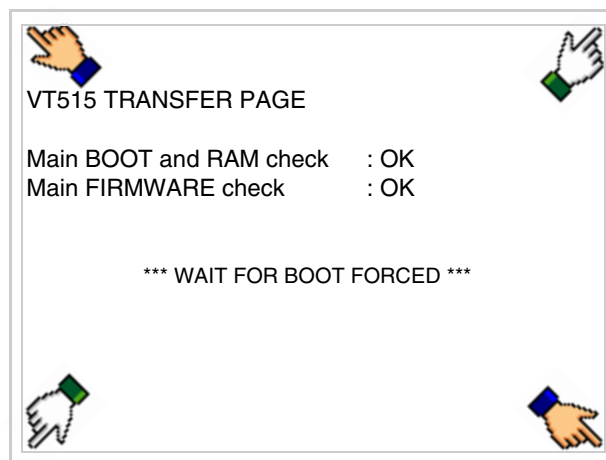 VT515 TRANSFER PAGE
Main BOOT and RAM check : OK
Main FIRMWARE check : OK
*** WAIT FOR BOOT FORCED ***